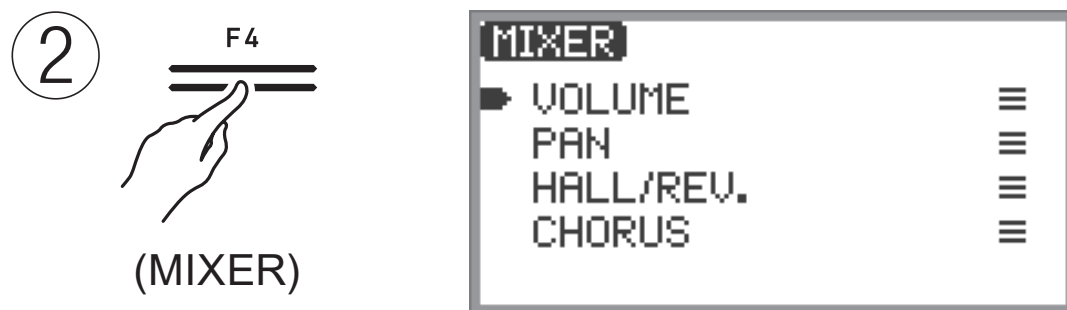 ②
F4
(MIXER)
MIXER
VOLUME
PAN
HALL/REV.
CHORUS